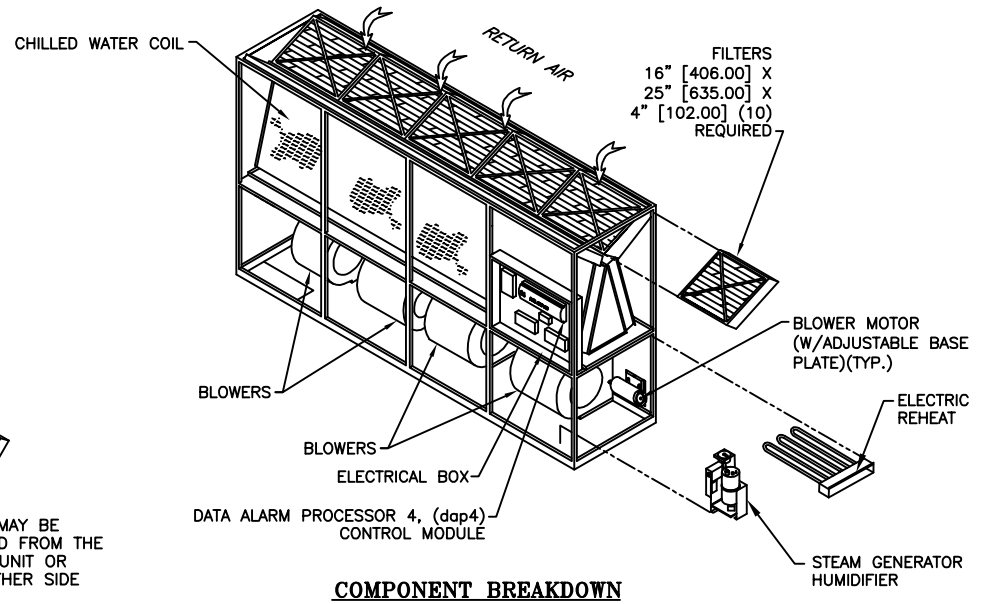 CHILLED WATER COIL
RETURN AIR
FILTERS
16" [406.00] X
25" [635.00] X
4" [102.00] (10)
REQUIRED
BLOWER MOTOR
(W/ADJUSTABLE BASE
PLATE)(TYP.)
BLOWERS
ELECTRIC
REHEAT
BLOWERS
ELECTRICAL BOX
DATA ALARM PROCESSOR 4, (dap4)
CONTROL MODULE
MAY BE
D FROM THE
UNIT OR
THER SIDE
STEAM GENERATOR
HUMIDIFIER
COMPONENT BREAKDOWN